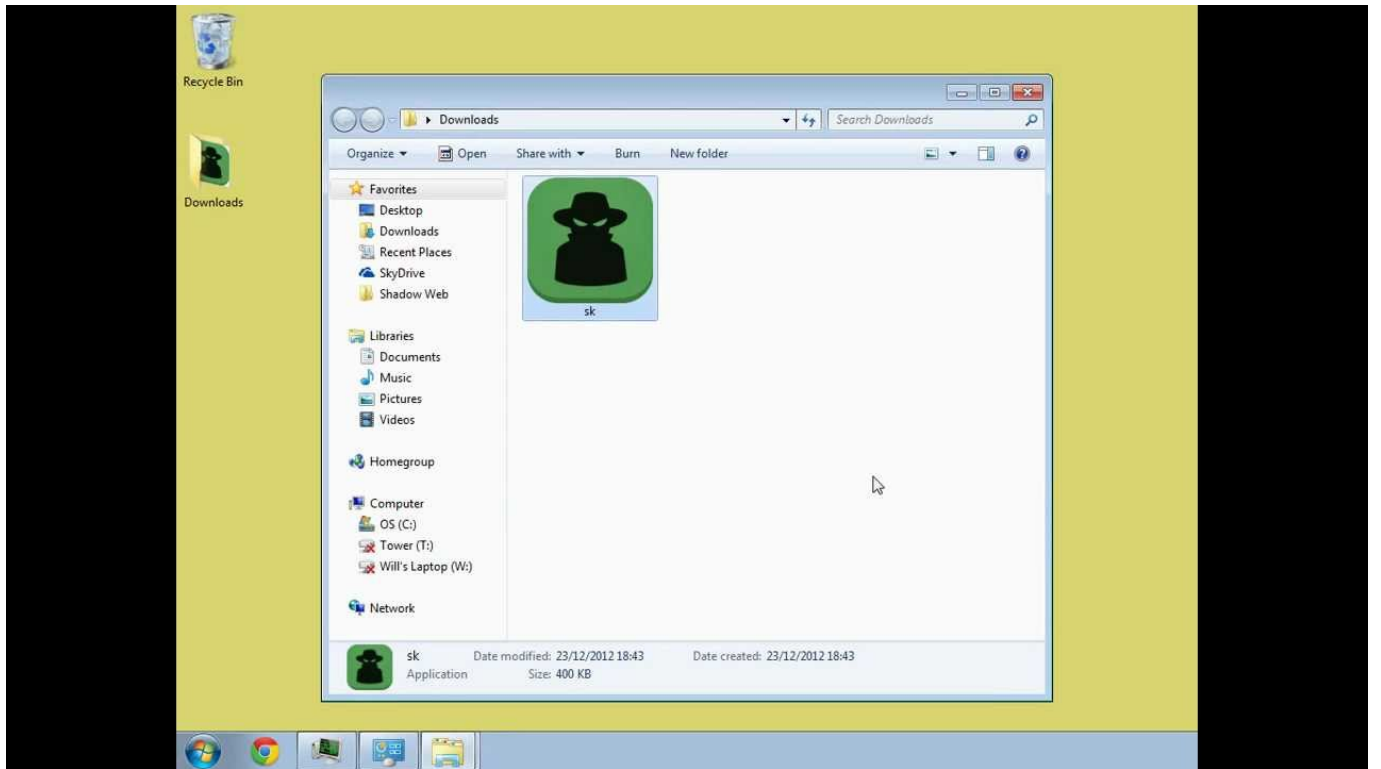 Recycle Bin
Downloads
Downloads
Search Downloads
Organize
Open
Share with
Burn
New folder
Favorites
Desktop
Downloads
Recent Places
SkyDrive
Shadow Web
Libraries
Documents
Music
Pictures
Videos
Homegroup
Computer
OS (C:)
Tower (T:)
Will's Laptop (W:)
Network
sk
sk Date modified: 23/12/2012 18:43 Date created: 23/12/2012 18:43
Application Size: 400 KB